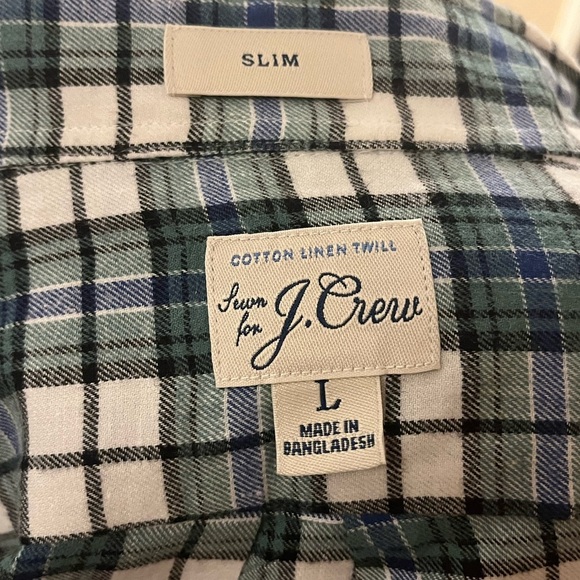 SLIM
COTTON LINEN TWILL
Sewn for J.Crew
L
MADE IN
BANGLADESH